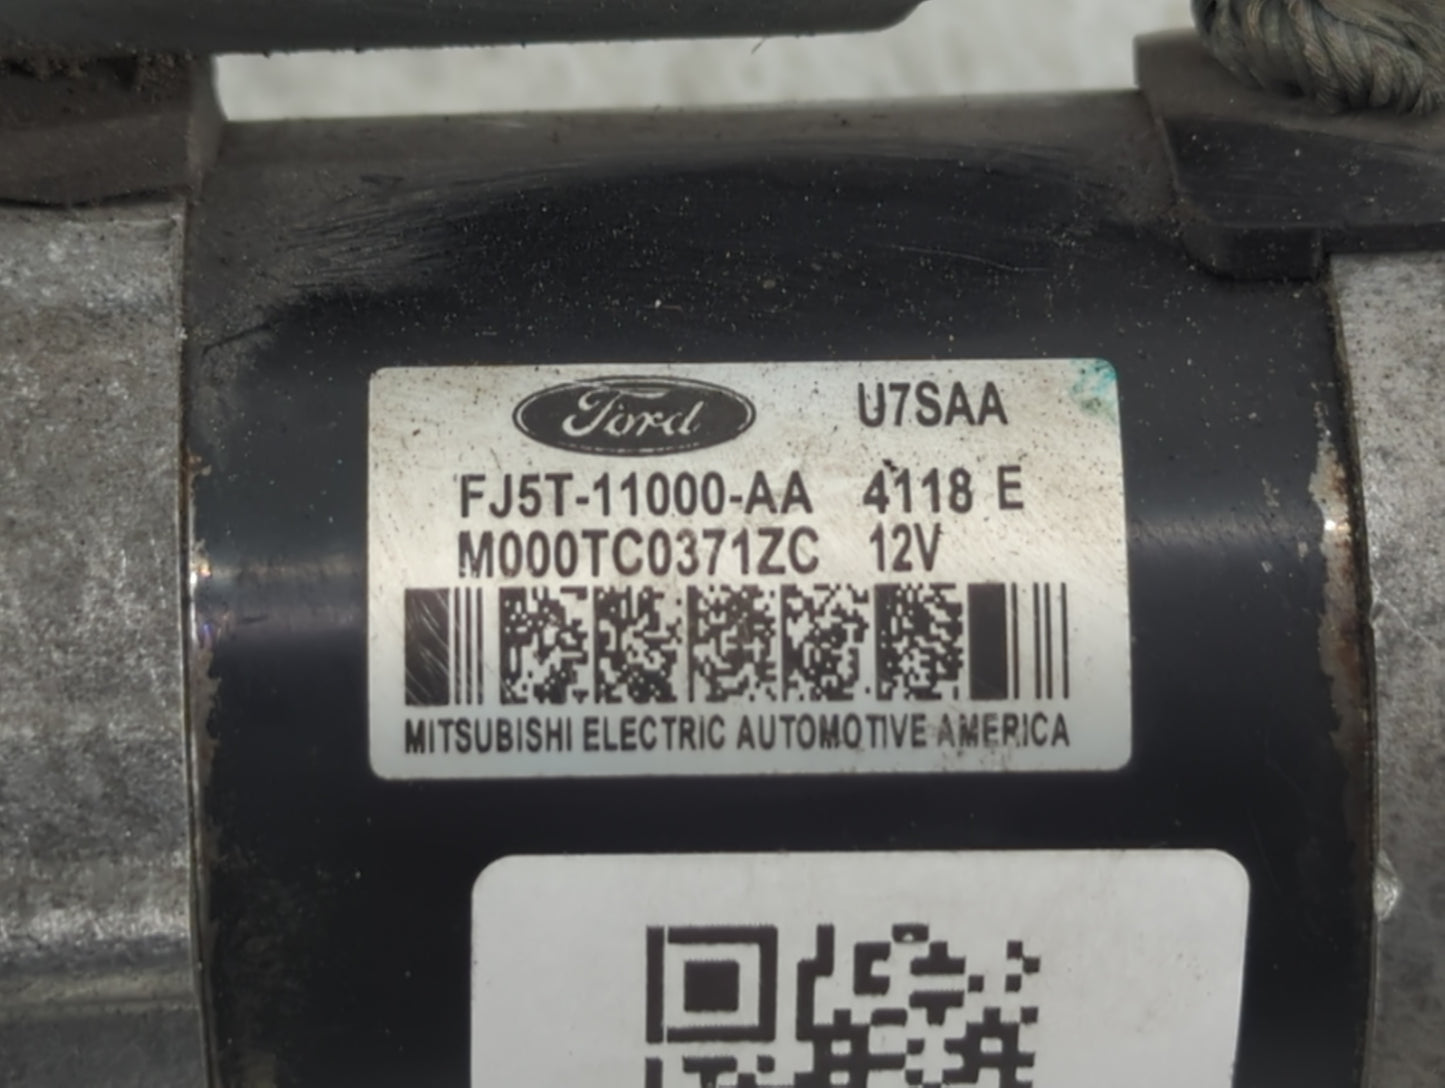 Ford U7SAA
FJ5T-11000-AA 4118 E
M000TC0371ZC 12V
MITSUBISHI ELECTRIC AUTOMOTIVE AMERICA